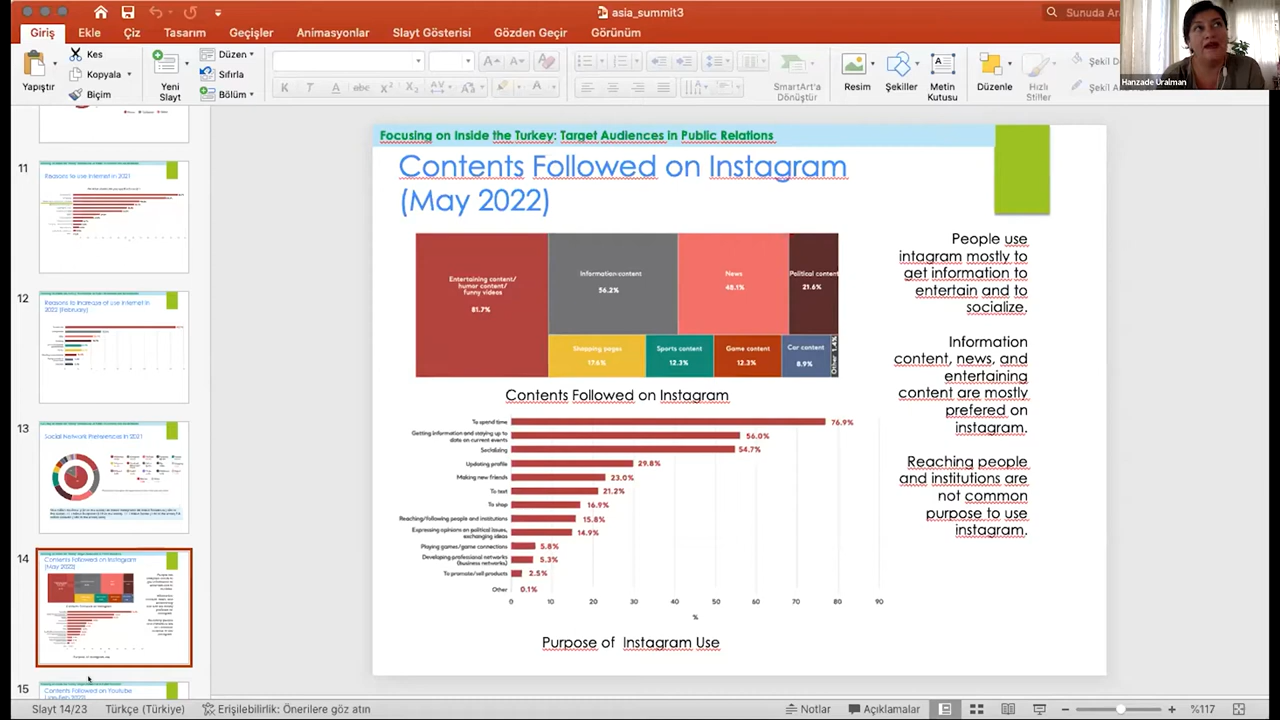 asia_summit3
Sunuda Ar
Giriş Ekle Çiz Tasarım Geçişler Animasyonlar Slayt Gösterisi Gözden Geçir Görünüm
Hanzade Uralman
Yapıştır
Kes
Kopyala
Biçim
Yeni
Slayt
Düzen
Sıfırla
Bölüm
K T A abc X² X₂
SmartArt'a
Dönüştür
Resim
Şekiller
Metin
Kutusu
Düzenle
Hızlı
Stiller
Şekil D
Şekil A
11
Reasons to use Internet in 2021
12
Reasons to Increase of use Internet in
2022 (February)
13
Social Network Preferences in 2021
14
Contents Followed on Instagram
(May 2022)
15
Contents Followed on Youtube
Focusing on Inside the Turkey: Target Audiences in Public Relations
Contents Followed on Instagram
(May 2022)
Entertaining content/
humor content/
funny videos
81.7%
Information content
56.2%
News
48.1%
Political content
21.6%
Shopping pages
17.6%
Sports content
12.3%
Game content
12.3%
Car content
8.9%
Other 1.4%
Contents Followed on Instagram
To spend time 76.9%
Getting information and staying up to
date on current events 56.0%
Socializing 54.7%
Updating profile 29.8%
Making new friends 23.0%
To text 21.2%
To shop 16.9%
Reaching/following people and institutions 15.8%
Expressing opinions on political issues,
exchanging ideas 14.9%
Playing games/game connections 5.8%
Developing professional networks
(business networks) 5.3%
To promote/sell products 2.5%
Other 0.1%
0 10 20 30 40 50 60 70 80 90
%
Purpose of Instagram Use
People use
intagram mostly to
get information to
entertain and to
socialize.
Information
content, news, and
entertaining
content are mostly
prefered on
instagram.
Reaching people
and institutions are
not common
purpose to use
instagram.
Slayt 14/23 Türkçe (Türkiye) Erişilebilirlik: Önerilere göz atın Notlar Açıklamalar %117